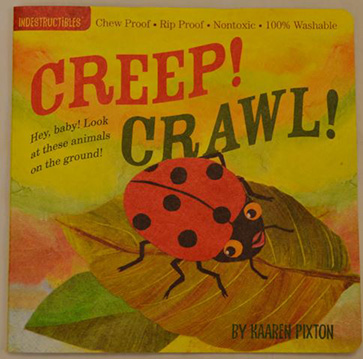 INDESTRUCTIBLES Chew Proof • Rip Proof • Nontoxic • 100% Washable
CREEP!
CRAWL!
Hey, baby! Look
at these animals
on the ground!
BY KAAREN PIXTON